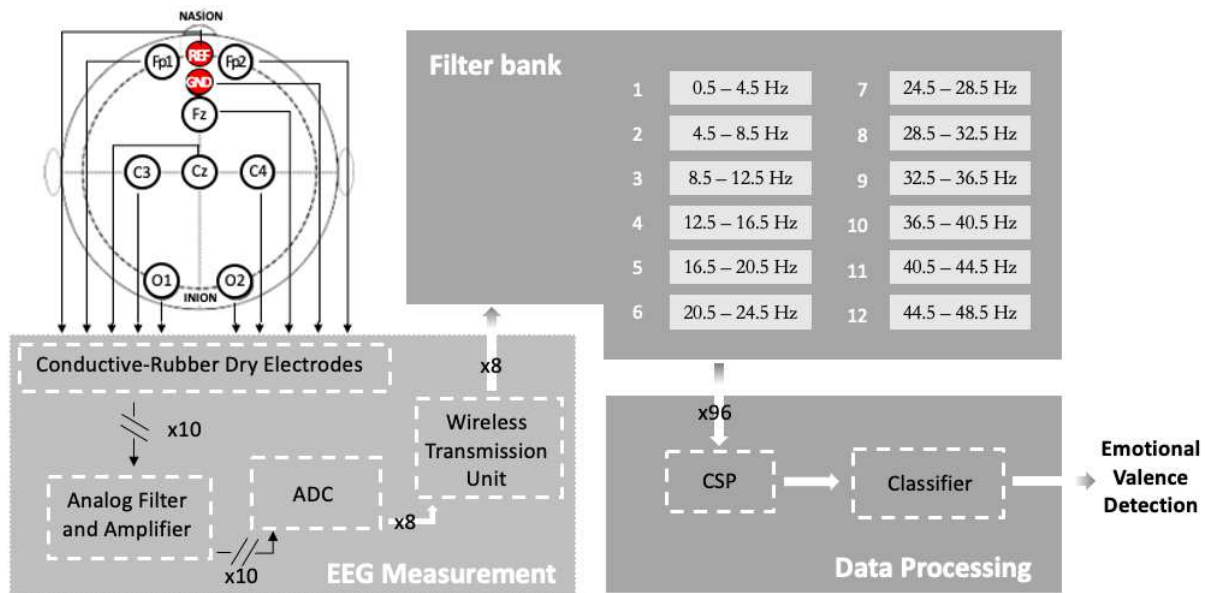 NASION
Fp1
REF
Fp2
GND
Fz
C3
Cz
C4
O1
O2
INION
Conductive-Rubber Dry Electrodes
x10
Analog Filter
and Amplifier
x10
ADC
x8
Wireless
Transmission
Unit
x8
EEG Measurement
Filter bank
1 0.5 – 4.5 Hz
2 4.5 – 8.5 Hz
3 8.5 – 12.5 Hz
4 12.5 – 16.5 Hz
5 16.5 – 20.5 Hz
6 20.5 – 24.5 Hz
7 24.5 – 28.5 Hz
8 28.5 – 32.5 Hz
9 32.5 – 36.5 Hz
10 36.5 – 40.5 Hz
11 40.5 – 44.5 Hz
12 44.5 – 48.5 Hz
x96
CSP
Classifier
Data Processing
Emotional
Valence
Detection